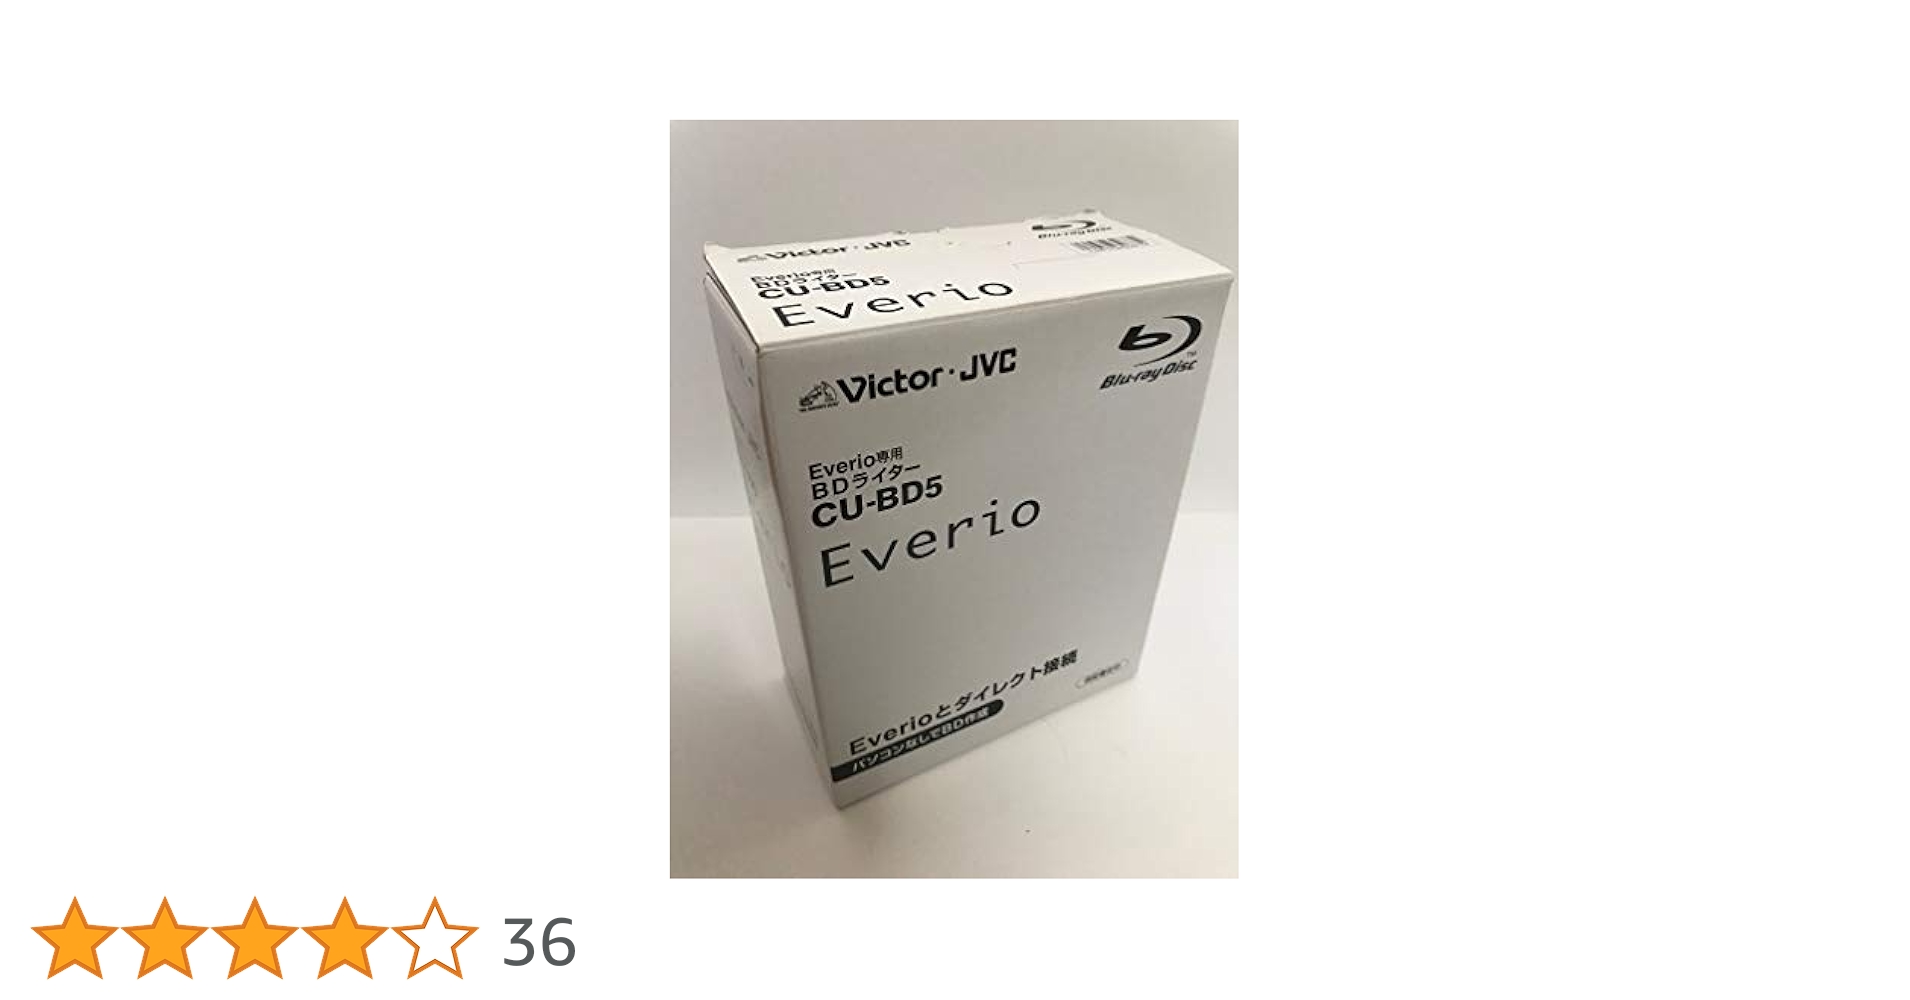 Victor・JVC
Blu-ray Disc
Everio専用
BDライター
CU-BD5
Everio
Victor・JVC
Blu-ray Disc
TM
Everio専用
BDライター
CU-BD5
Everio
Everioとダイレクト接続
パソコンなしでBD作成
36